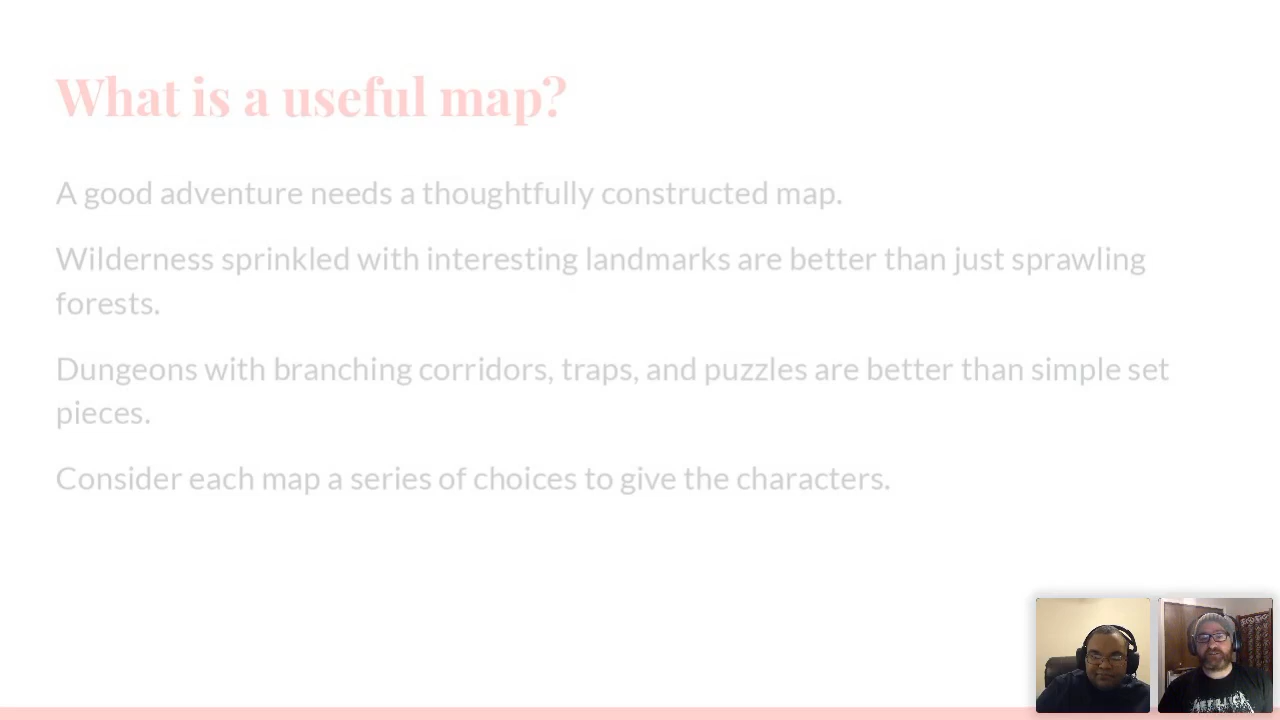 What is a useful map?
A good adventure needs a thoughtfully constructed map.
Wilderness sprinkled with interesting landmarks are better than just sprawling
forests.
Dungeons with branching corridors, traps, and puzzles are better than simple set
pieces.
Consider each map a series of choices to give the characters.